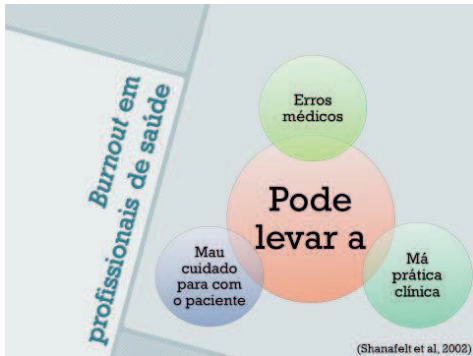 Burnout em
profissionais de saúde
Erros
médicos
Pode
levar a
Mau
cuidado
para com
o paciente
Má
prática
clínica
(Shanafelt et al, 2002)